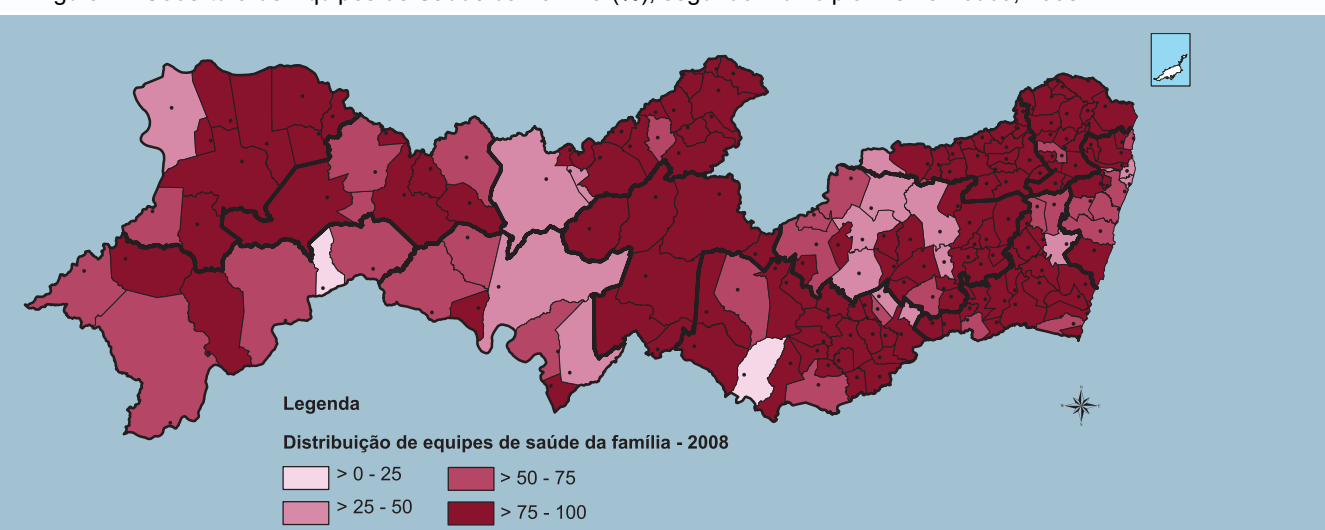 Legenda
Distribuição de equipes de saúde da família - 2008
> 0 - 25
> 50 - 75
> 25 - 50
> 75 - 100